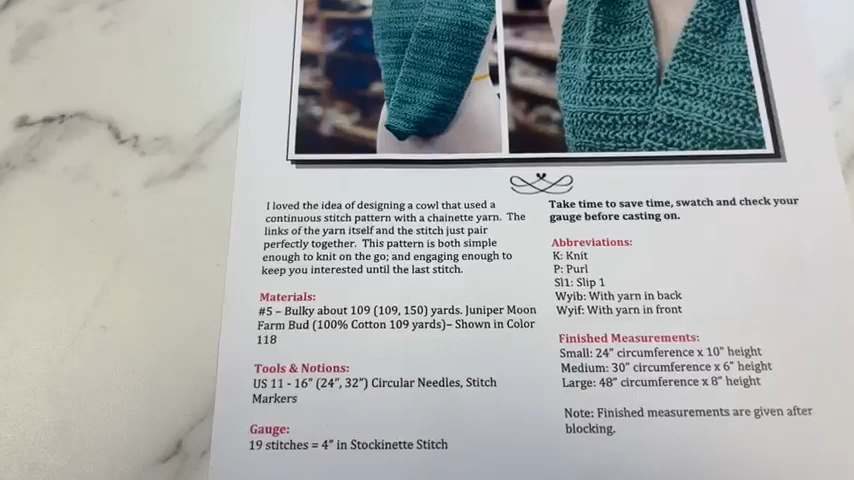 I loved the idea of designing a cowl that used a
continuous stitch pattern with a chainette yarn.  The
links of the yarn itself and the stitch just pair
perfectly together.  This pattern is both simple
enough to knit on the go; and engaging enough to
keep you interested until the last stitch.
Materials:
#5 – Bulky about 109 (109, 150) yards. Juniper Moon
Farm Bud (100% Cotton 109 yards)– Shown in Color
118
Tools & Notions:
US 11 - 16” (24”, 32”) Circular Needles, Stitch
Markers
Gauge:
19 stitches = 4” in Stockinette Stitch
Take time to save time, swatch and check your
gauge before casting on.
Abbreviations:
K: Knit
P: Purl
Sl1: Slip 1
Wyib: With yarn in back
Wyif: With yarn in front
Finished Measurements:
Small: 24” circumference x 10” height
Medium: 30” circumference x 6” height
Large: 48” circumference x 8” height
Note: Finished measurements are given after
blocking.